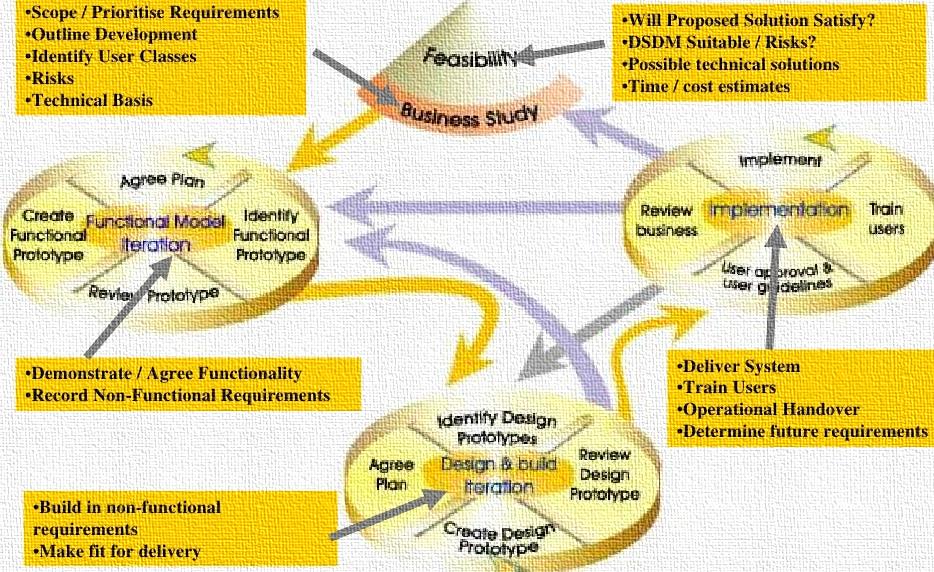 •Scope / Prioritise Requirements
•Outline Development
•Identify User Classes
•Risks
•Technical Basis
•Will Proposed Solution Satisfy?
•DSDM Suitable / Risks?
•Possible technical solutions
•Time / cost estimates
Feasibility
Business Study
Agree Plan
Create
Functional
Prototype
Functional Model
Iteration
Identify
Functional
Prototype
Review Prototype
Implement
Review
business
Implementation
Train
users
User approval &
user guidelines
•Demonstrate / Agree Functionality
•Record Non-Functional Requirements
•Deliver System
•Train Users
•Operational Handover
•Determine future requirements
Identify Design
Prototypes
Agree
Plan
Design & build
Iteration
Review
Design
Prototype
Create Design
Prototype
•Build in non-functional
requirements
•Make fit for delivery